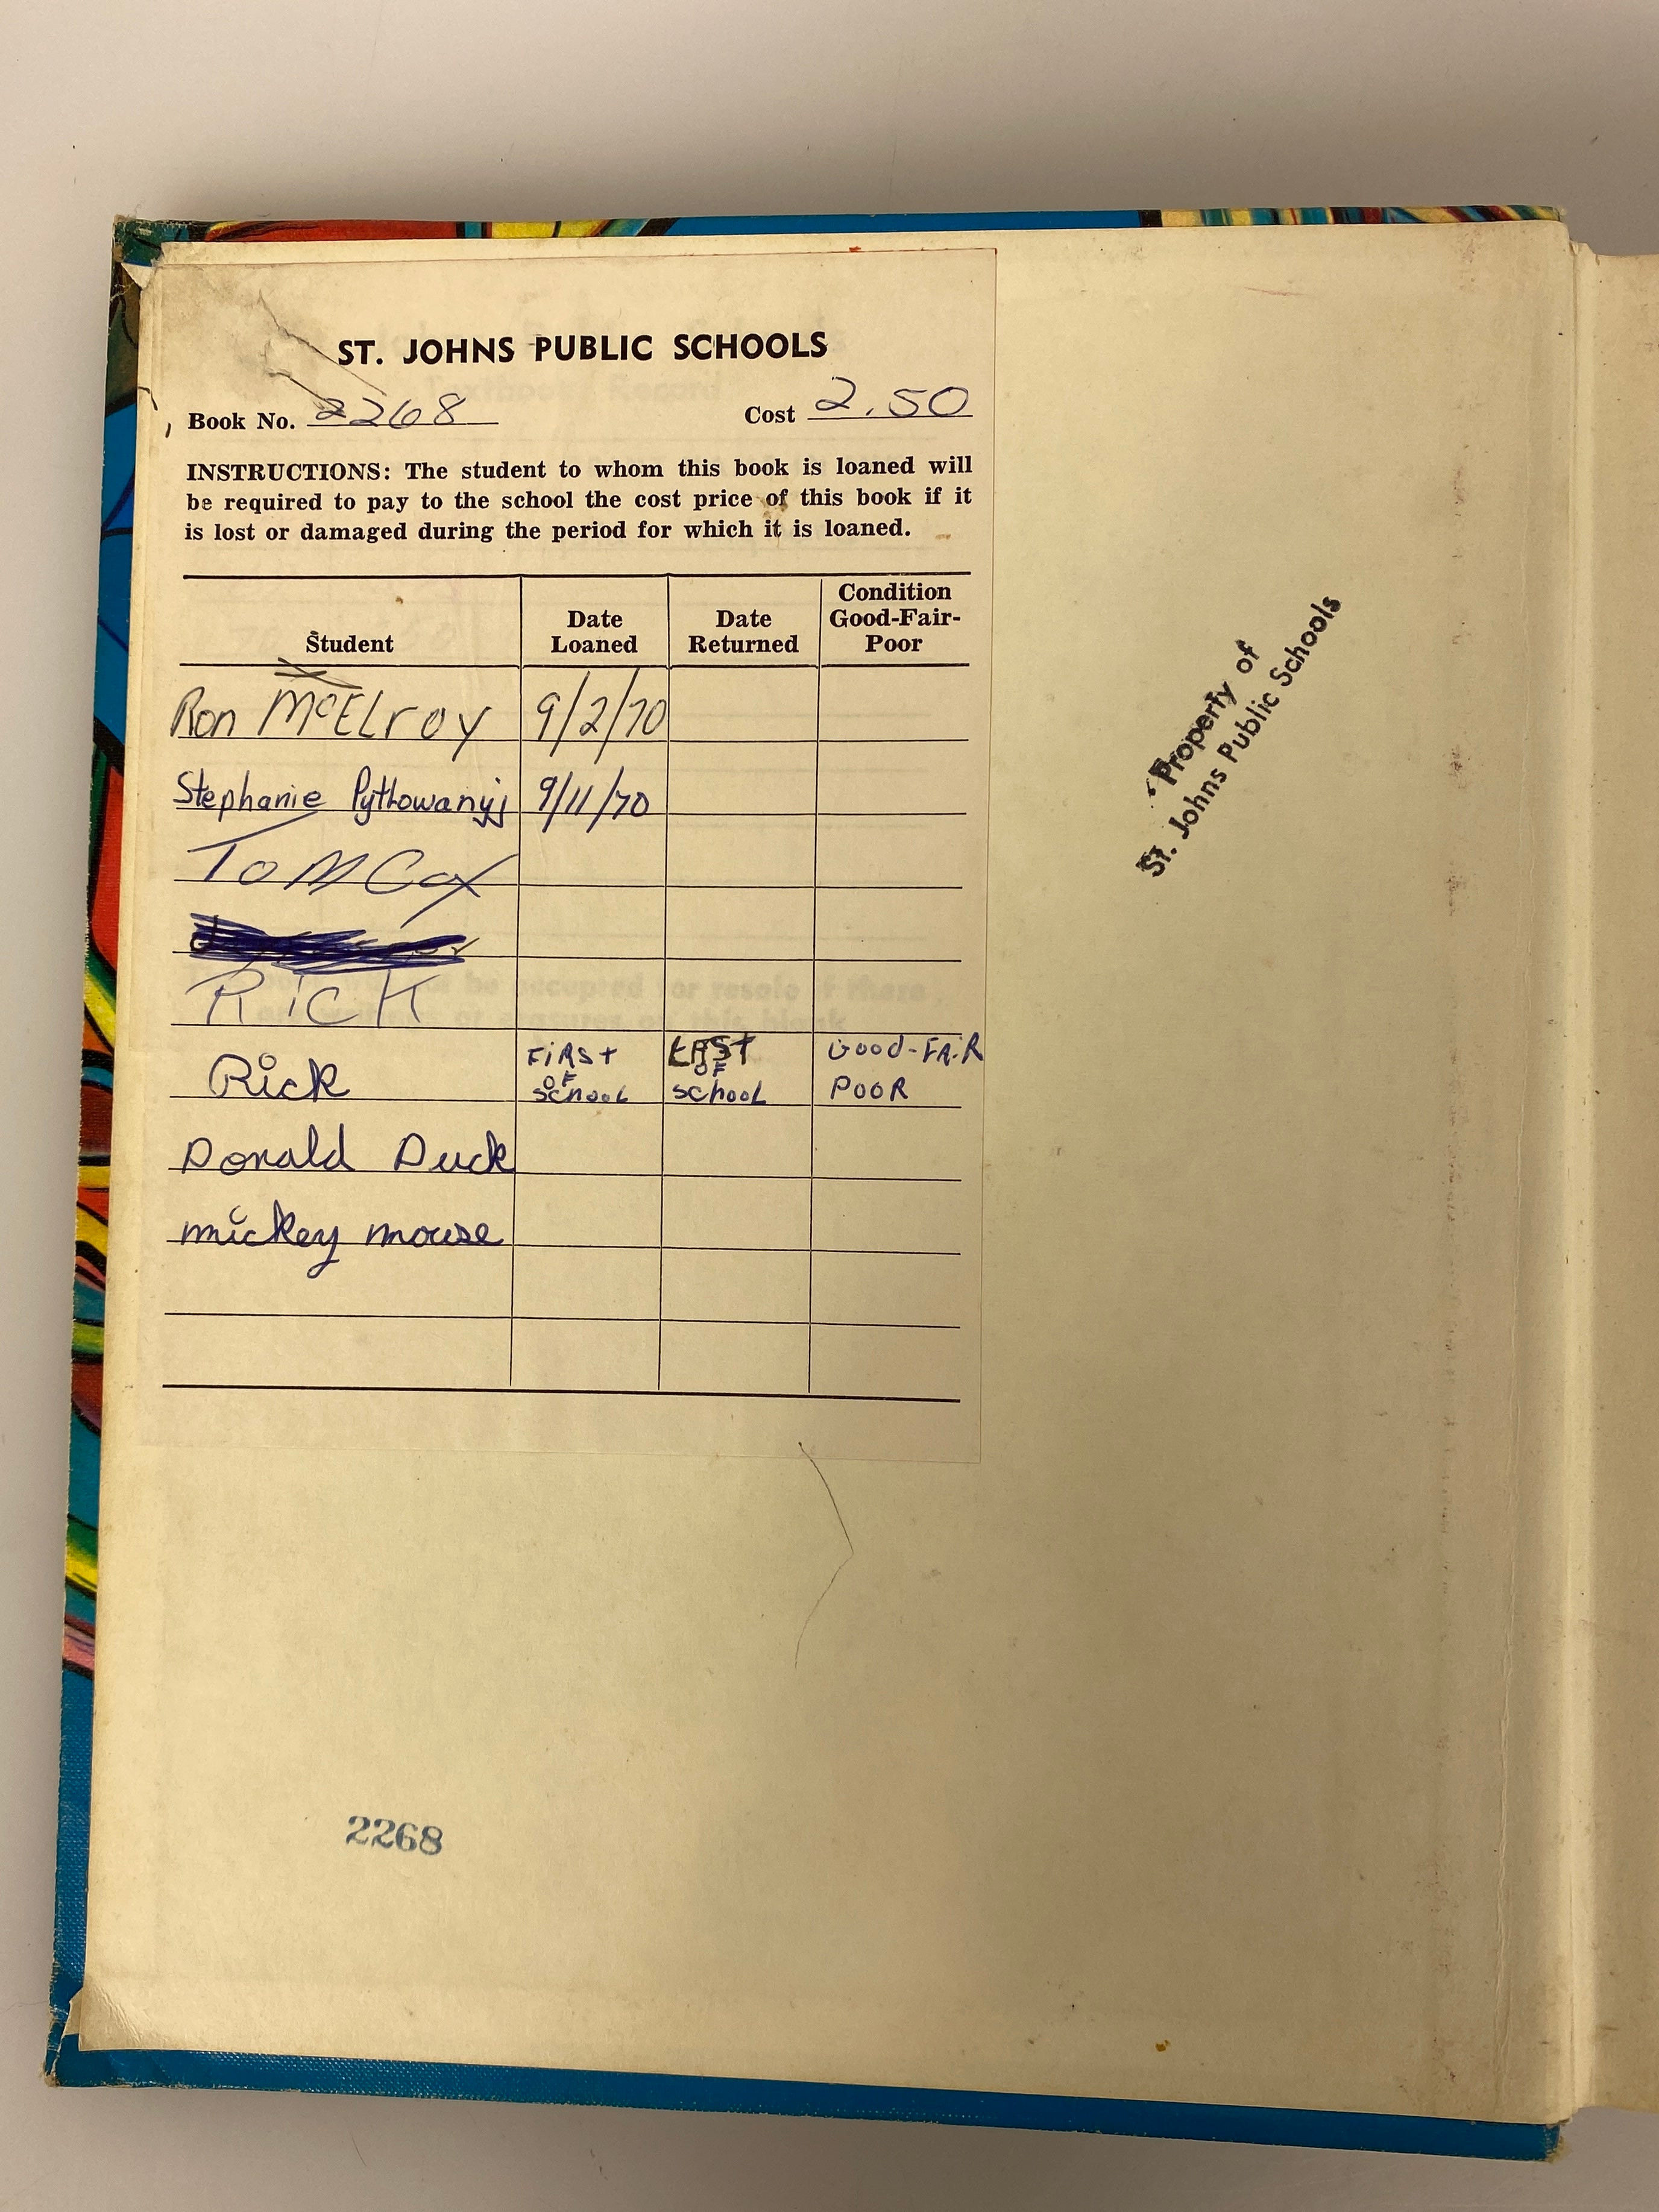 ST. JOHNS PUBLIC SCHOOLS
Book No. 2268 Cost 2.50
INSTRUCTIONS: The student to whom this book is loaned will
be required to pay to the school the cost price of this book if it
is lost or damaged during the period for which it is loaned.
Student Date Loaned Date Returned Condition Good-Fair-Poor
Ron McElroy 9/2/70
Stephanie 9/11/70
Tom Cox
RicK
Rick FiRSt OF School LAST OF School Good-FAiR POOR
Donald Duck
mickey mouse
Property of
St. Johns Public Schools
2268